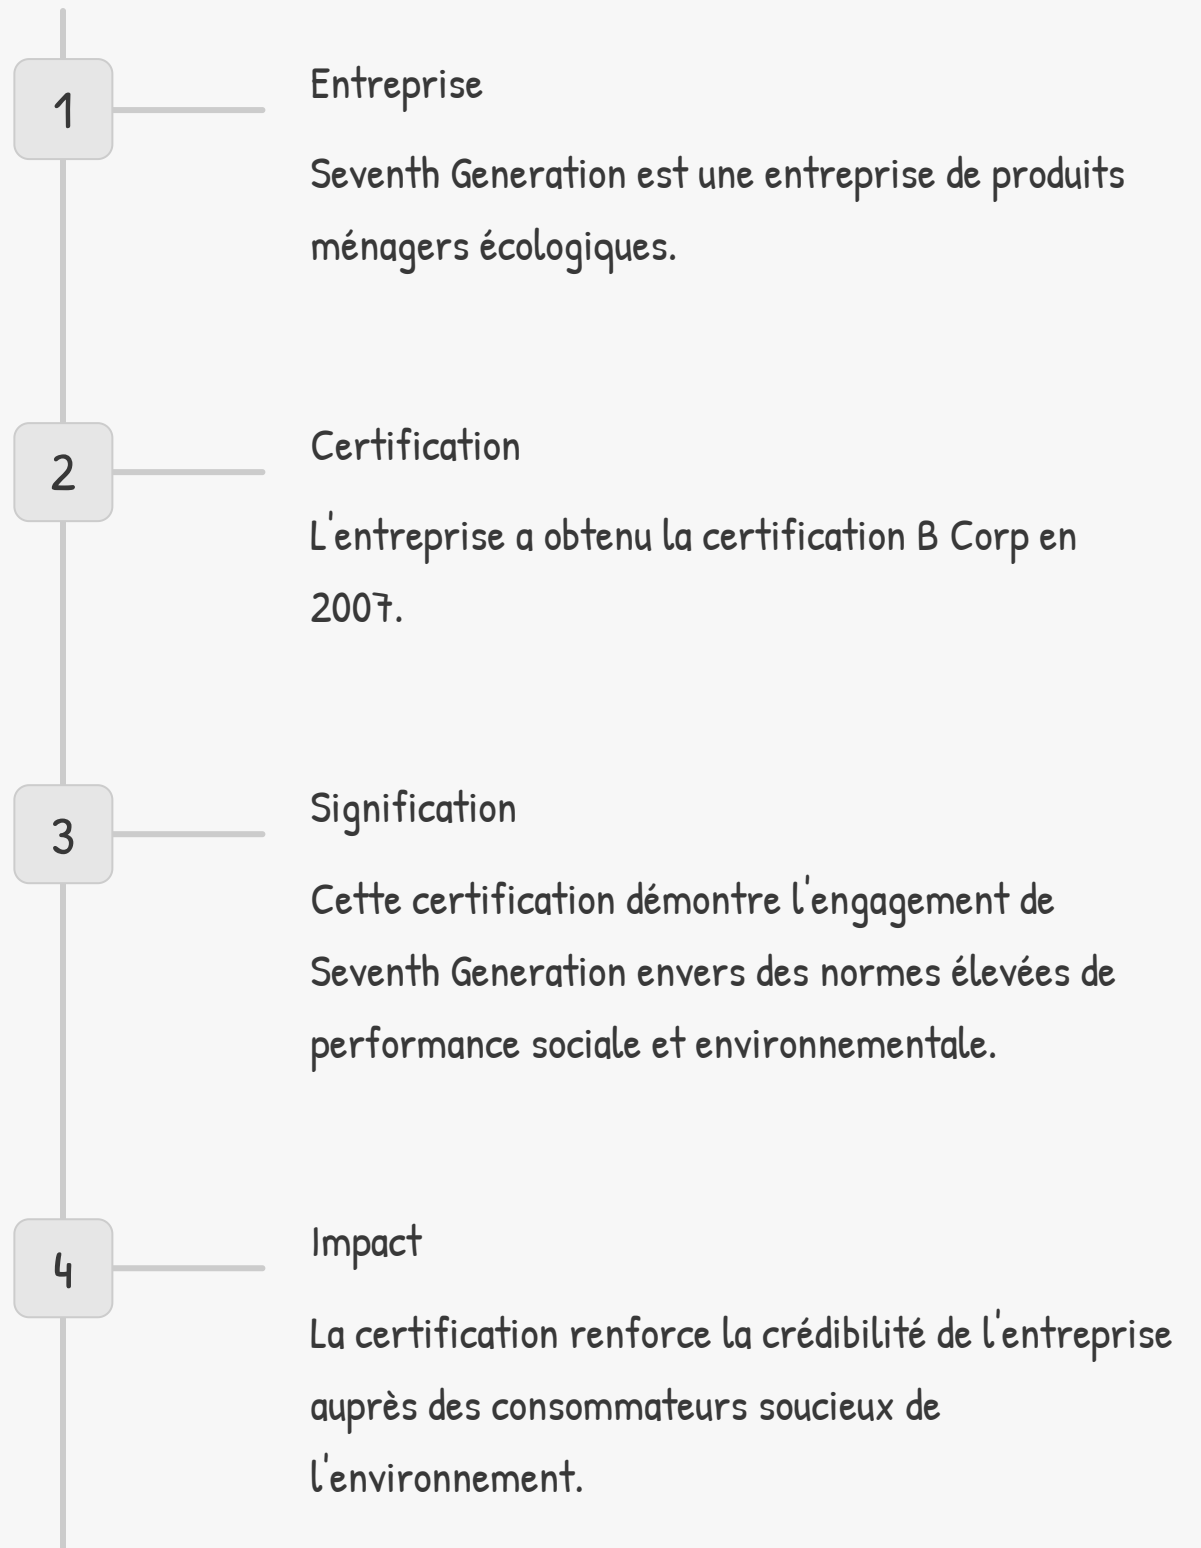 1
Entreprise
Seventh Generation est une entreprise de produits
ménagers écologiques.
2
Certification
L'entreprise a obtenu la certification B Corp en
2007.
3
Signification
Cette certification démontre l'engagement de
Seventh Generation envers des normes élevées de
performance sociale et environnementale.
4
Impact
La certification renforce la crédibilité de l'entreprise
auprès des consommateurs soucieux de
l'environnement.